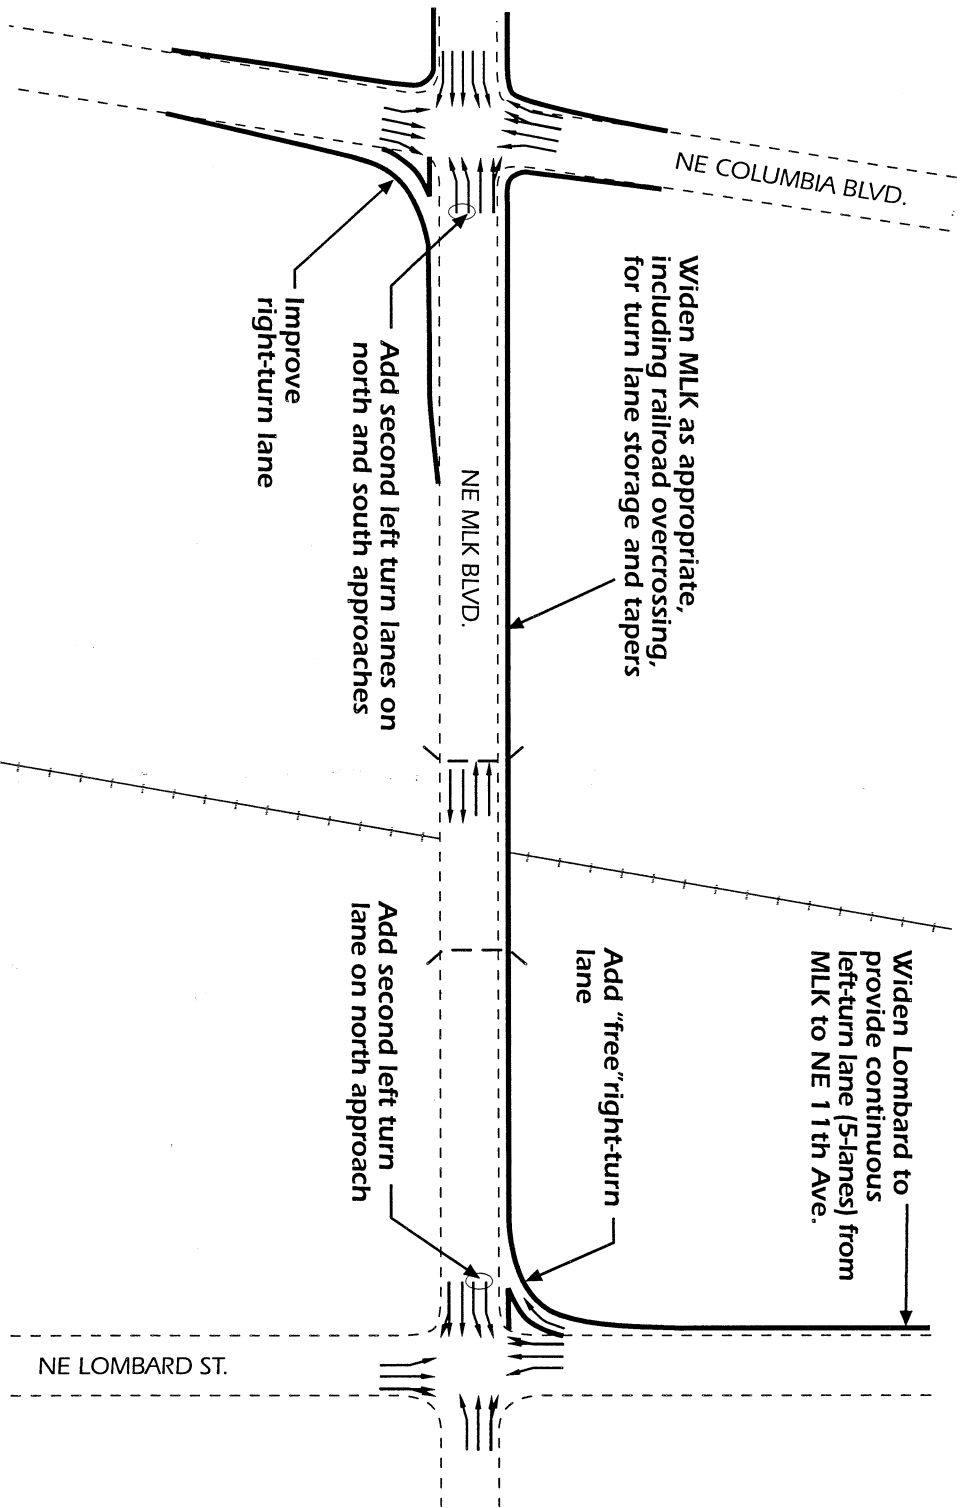 NE COLUMBIA BLVD.
Widen MLK as appropriate,
including railroad overcrossing,
for turn lane storage and tapers
Improve
right-turn lane
Add second left turn lanes on
north and south approaches
NE MLK BLVD.
Widen Lombard to
provide continuous
left-turn lane (5-lanes) from
MLK to NE 11th Ave.
Add "free"right-turn
lane
Add second left turn
lane on north approach
NE LOMBARD ST.